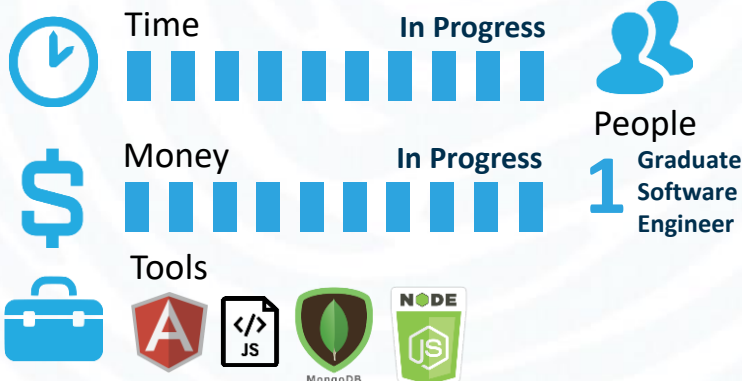 Time
In Progress
Money
In Progress
People
1
Graduate
Software
Engineer
Tools
A
</>
JS
MongoDB
NODE
JS